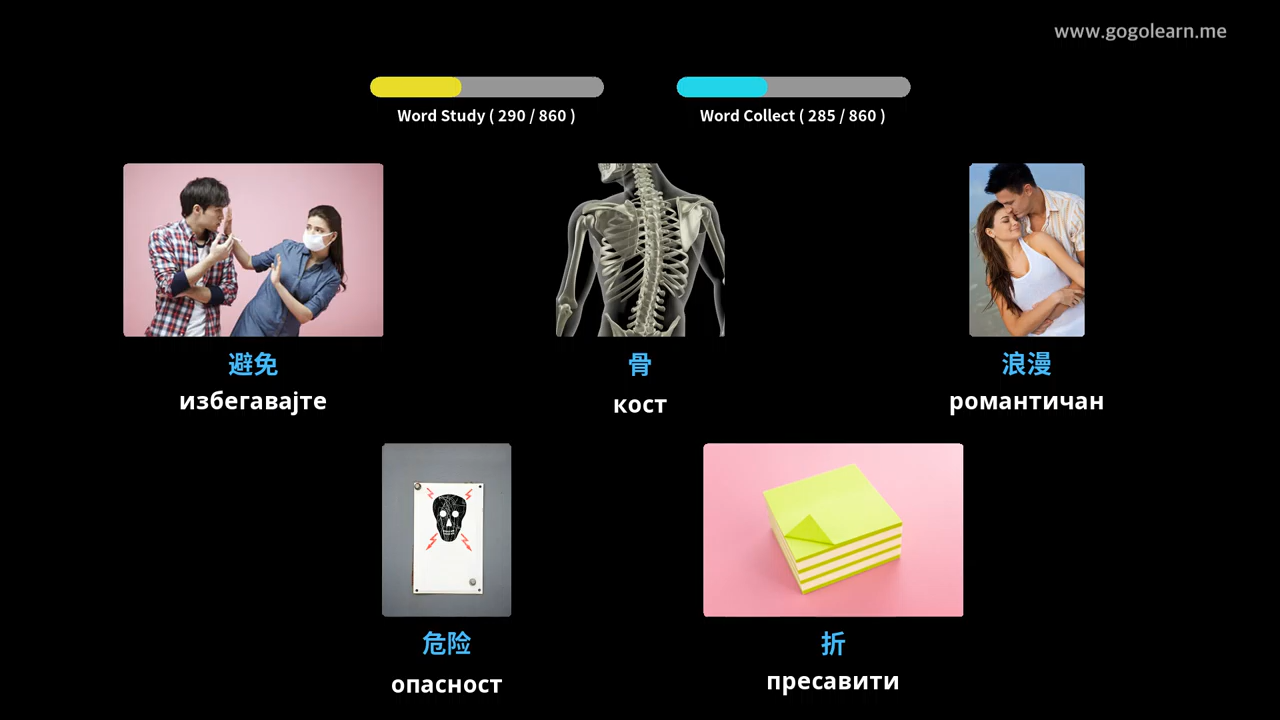 www.gogolearn.me
Word Study ( 290 / 860 )
Word Collect ( 285 / 860 )
避免
избегавајте
骨
кост
浪漫
романтичан
危险
опасност
折
пресавити